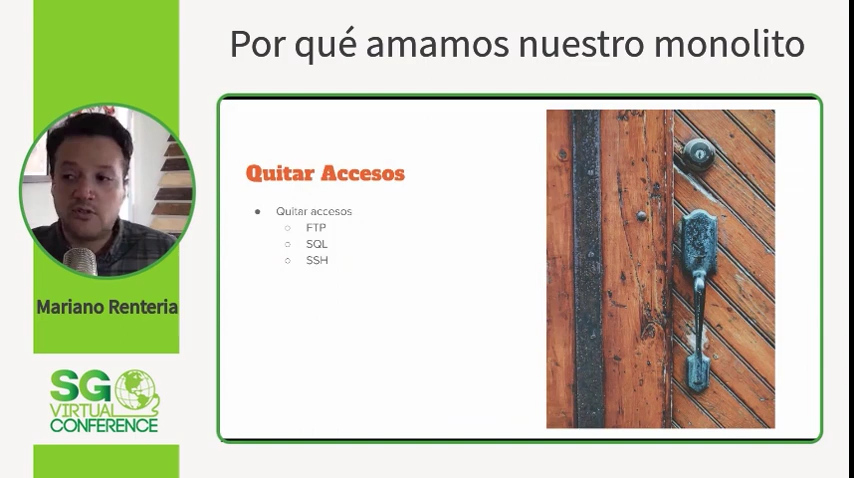 Por qué amamos nuestro monolito
Quitar Accesos
● Quitar accesos
○ FTP
○ SQL
○ SSH
Mariano Renteria
SG
VIRTUAL
CONFERENCE